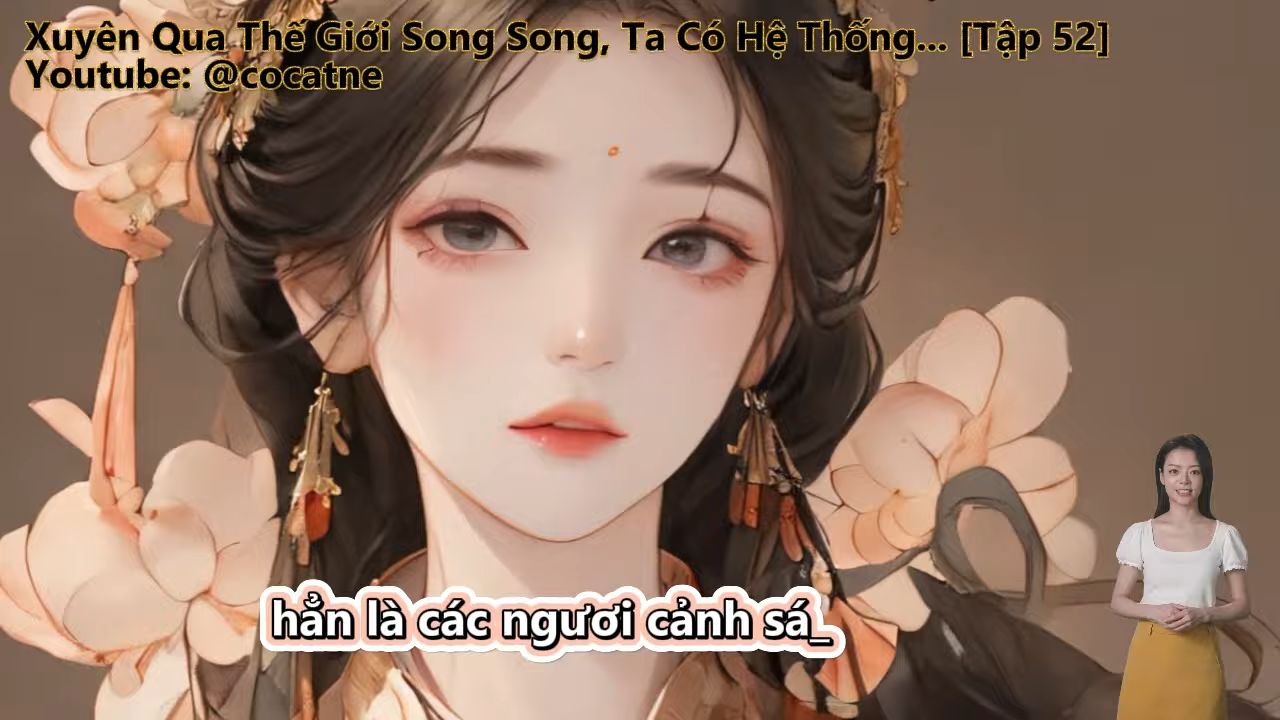 Xuyên Qua Thế Giới Song Song, Ta Có Hệ Thống... [Tập 52]
Youtube: @cocatne
hẳn là các ngươi cảnh sá_